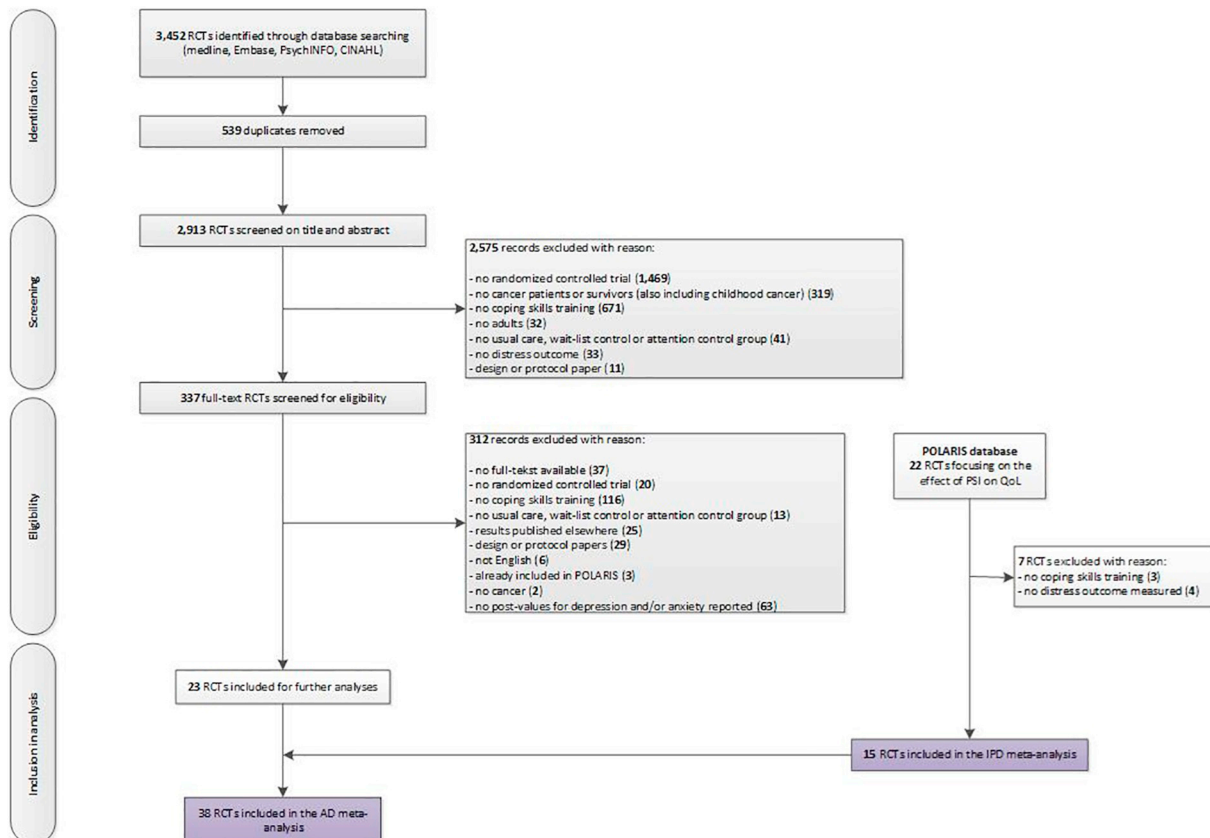 Identification
3,452 RCTs identified through database searching
(medline, Embase, PsychINFO, CINAHL)
539 duplicates removed
Screening
2,913 RCTs screened on title and abstract
2,575 records excluded with reason:
- no randomized controlled trial (1,469)
- no cancer patients or survivors (also including childhood cancer) (319)
- no coping skills training (671)
- no adults (32)
- no usual care, wait-list control or attention control group (41)
- no distress outcome (33)
- design or protocol paper (11)
Eligibility
337 full-text RCTs screened for eligibility
312 records excluded with reason:
- no full-tekst available (37)
- no randomized controlled trial (20)
- no coping skills training (116)
- no usual care, wait-list control or attention control group (13)
- results published elsewhere (25)
- design or protocol papers (29)
- not English (6)
- already included in POLARIS (3)
- no cancer (2)
- no post-values for depression and/or anxiety reported (63)
POLARIS database
22 RCTs focusing on the
effect of PSI on QoL
7 RCTs excluded with reason:
- no coping skills training (3)
- no distress outcome measured (4)
Inclusion in analysis
23 RCTs included for further analyses
15 RCTs included in the IPD meta-analysis
38 RCTs included in the AD meta-
analysis